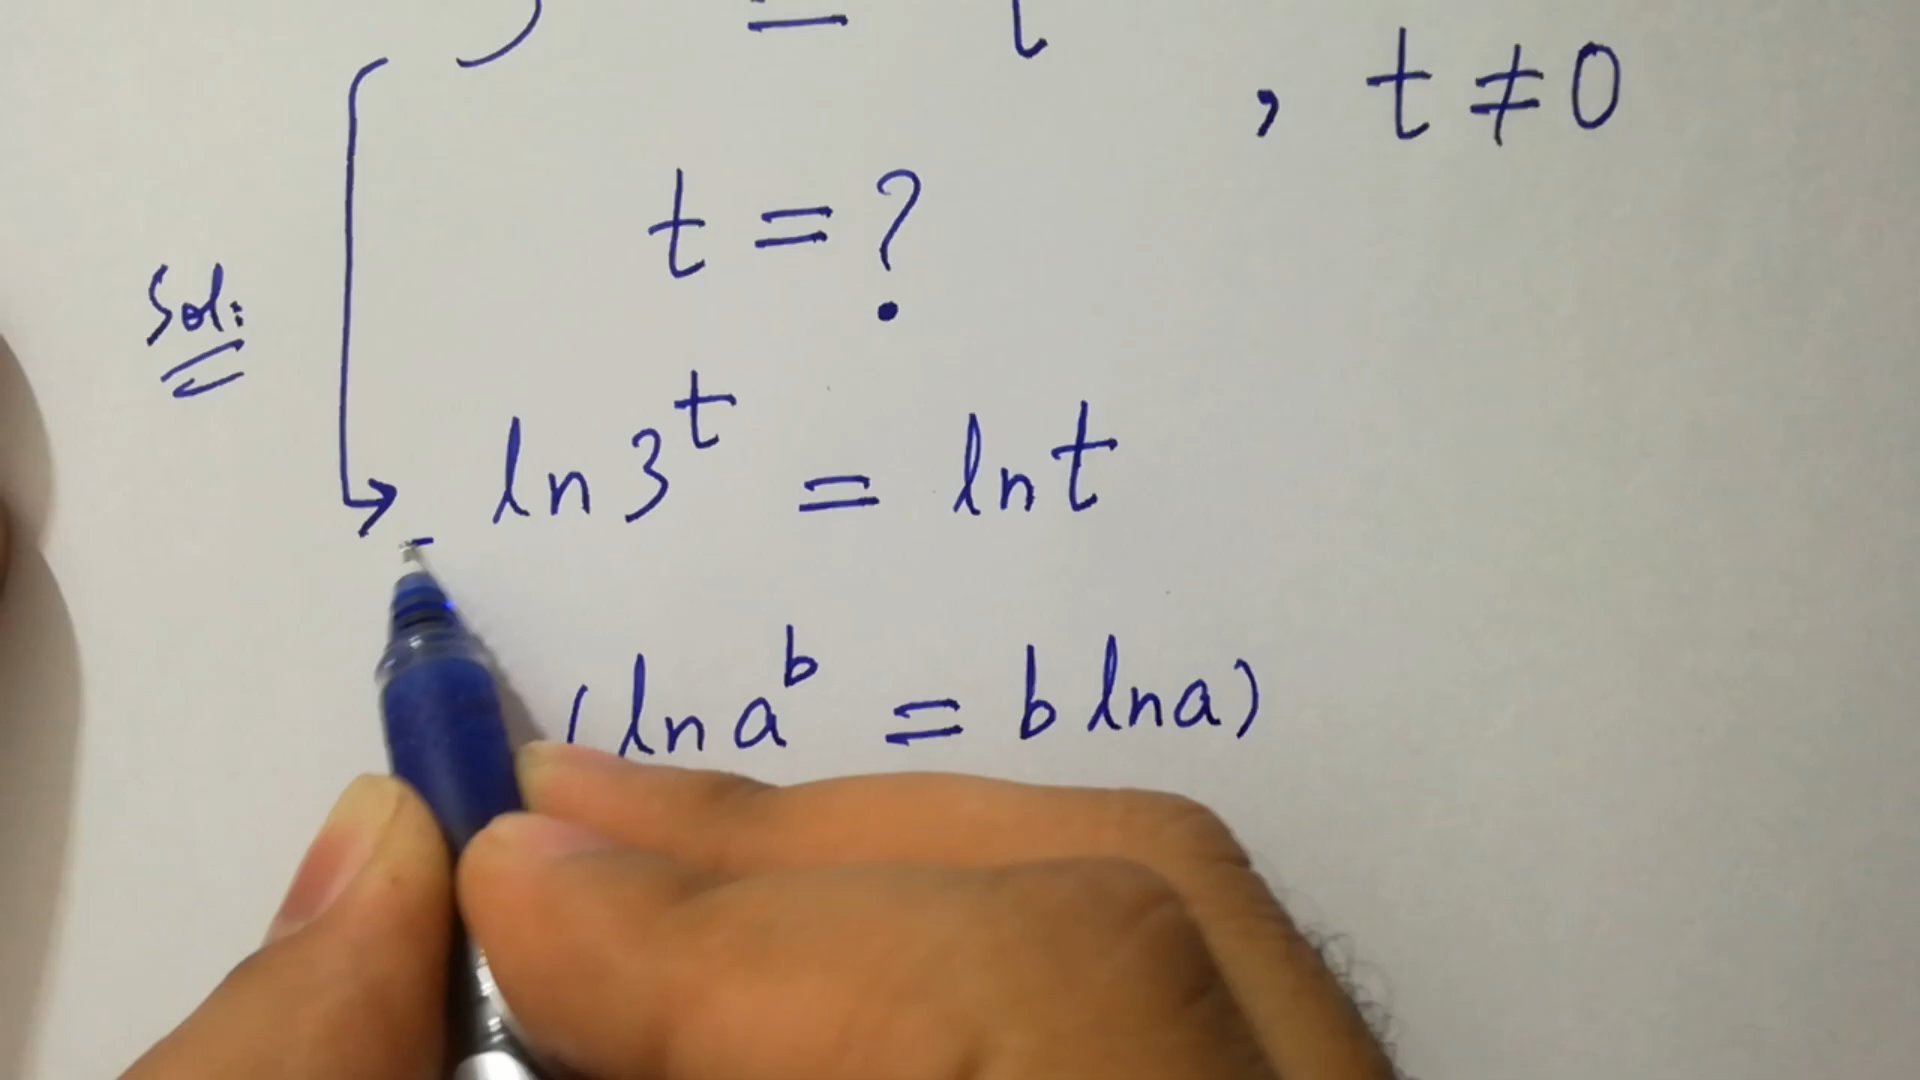 , t ≠ 0
t = ?
Sol:
ln 3^t = ln t
(ln a^b = b ln a)